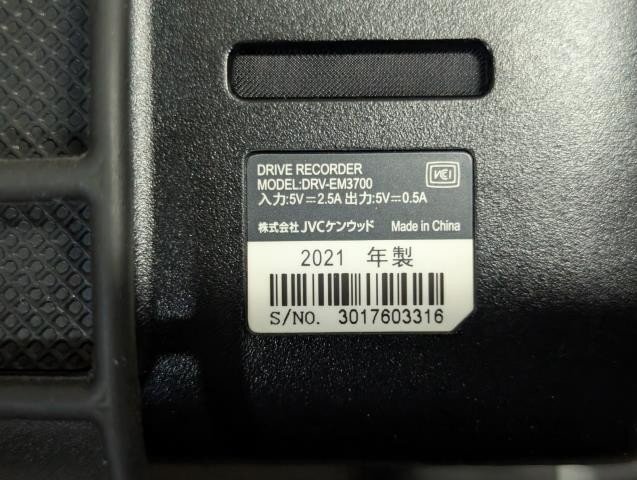 DRIVE RECORDER
MODEL:DRV-EM3700
入力:5V⎓2.5A 出力:5V⎓0.5A
株式会社 JVCケンウッド Made in China
VCI
2021 年製
S/NO. 3017603316